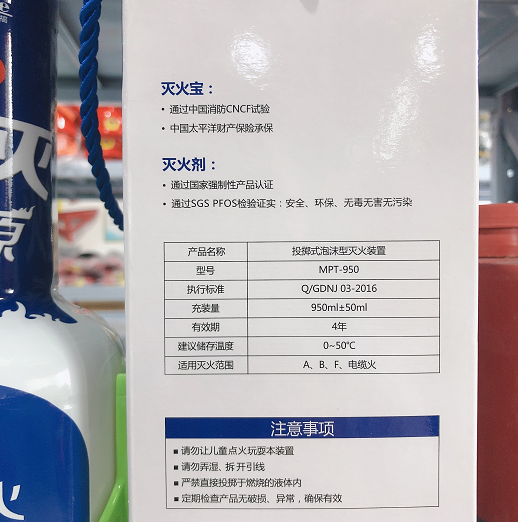 灭火宝：
• 通过中国消防CNCF试验
• 中国太平洋财产保险承保
灭火剂：
• 通过国家强制性产品认证
• 通过SGS PFOS检验证实：安全、环保、无毒无害无污染
产品名称 投掷式泡沫型灭火装置
型号 MPT-950
执行标准 Q/GDNJ 03-2016
充装量 950ml±50ml
有效期 4年
建议储存温度 0~50℃
适用灭火范围 A、B、F、电缆火
注意事项
■ 请勿让儿童点火玩耍本装置
■ 请勿弄湿、拆开引线
■ 严禁直接投掷于燃烧的液体内
■ 定期检查产品无破损、异常，确保有效
灭
火